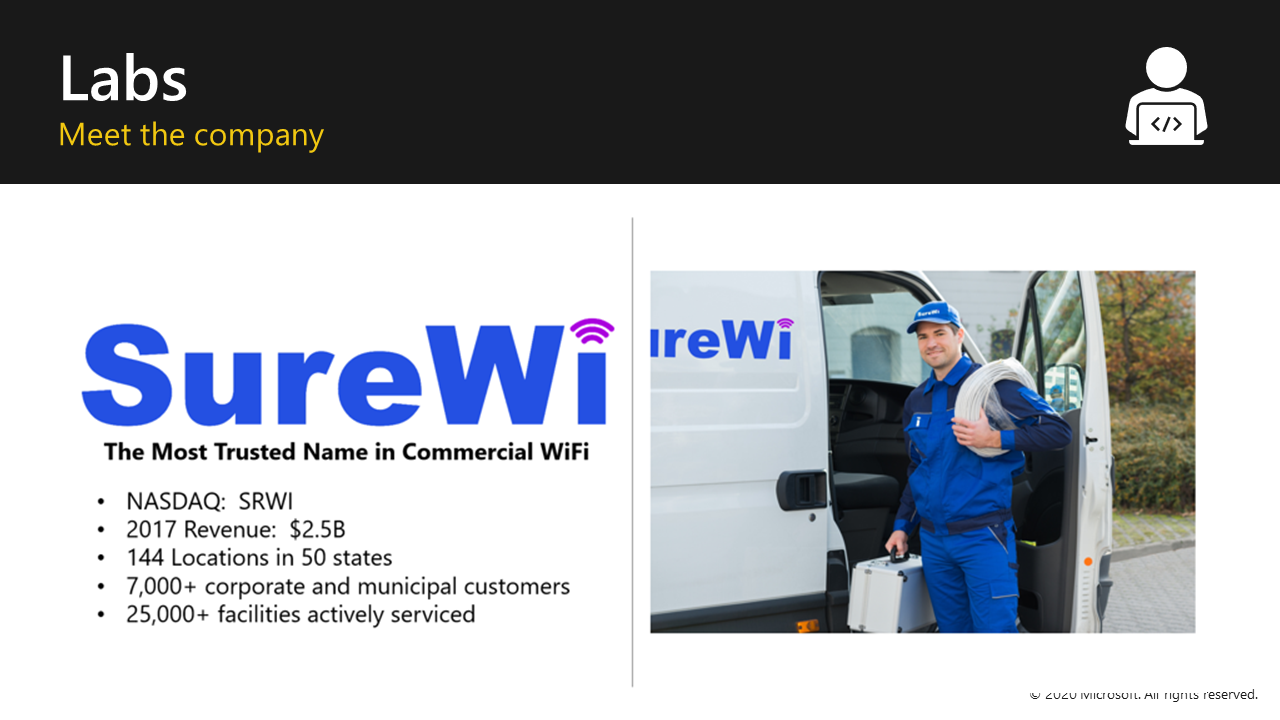 Labs
Meet the company
</>
SureWi
The Most Trusted Name in Commercial WiFi
• NASDAQ: SRWI
• 2017 Revenue: $2.5B
• 144 Locations in 50 states
• 7,000+ corporate and municipal customers
• 25,000+ facilities actively serviced
ureWi
SureWi
© 2020 Microsoft. All rights reserved.